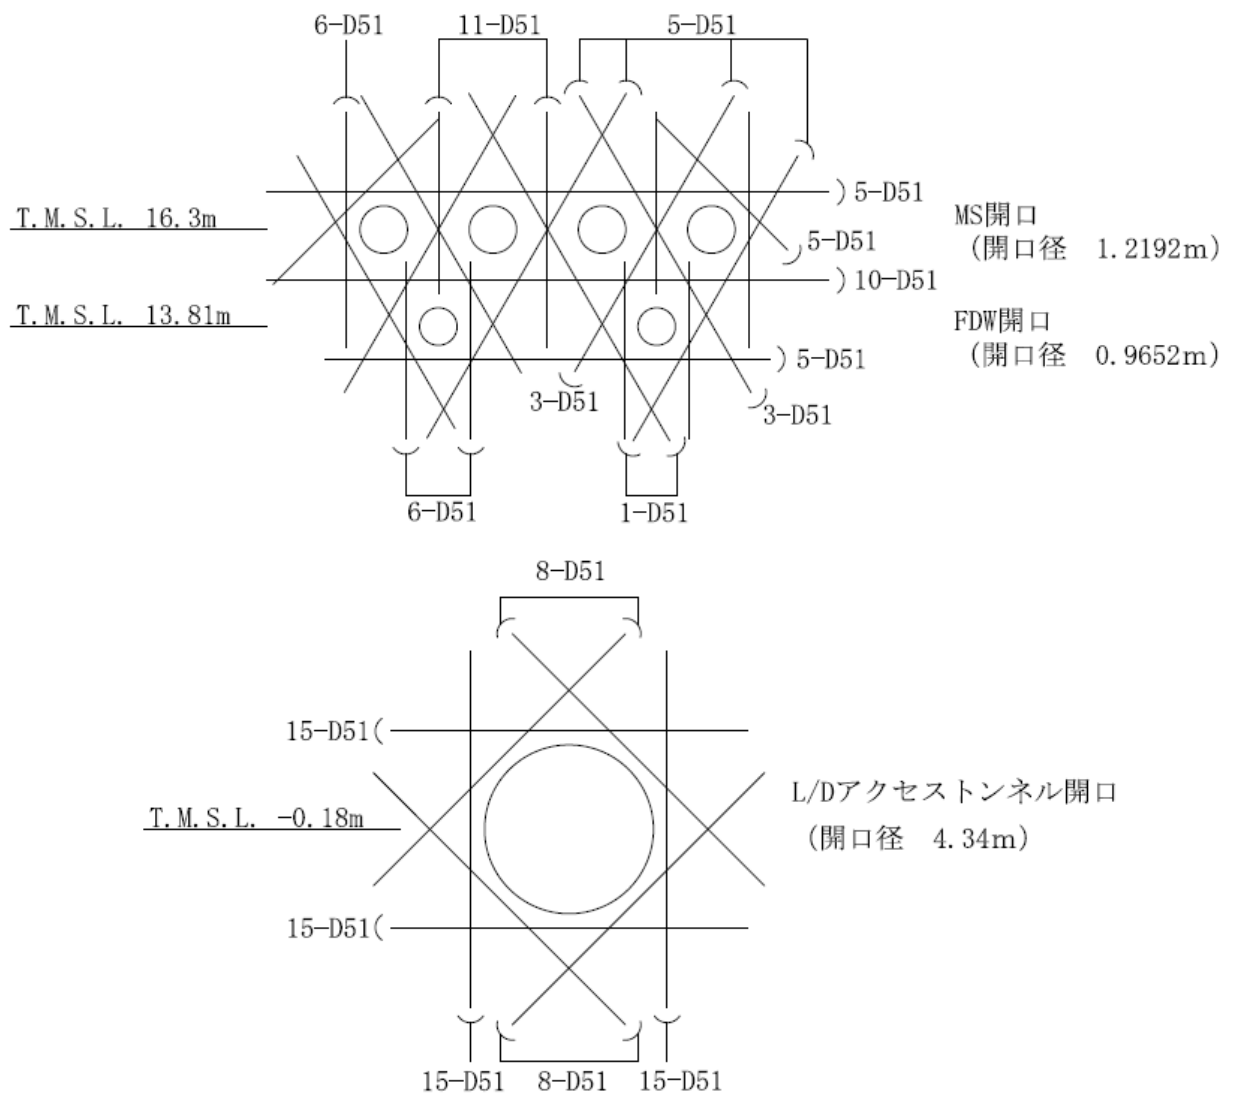 6-D51
11-D51
5-D51
5-D51
T.M.S.L. 16.3m
MS開口
5-D51
（開口径 1.2192m）
10-D51
T.M.S.L. 13.81m
FDW開口
5-D51
（開口径 0.9652m）
3-D51
3-D51
6-D51
1-D51
8-D51
15-D51
L/Dアクセストンネル開口
T.M.S.L. -0.18m
（開口径 4.34m）
15-D51
15-D51
8-D51
15-D51